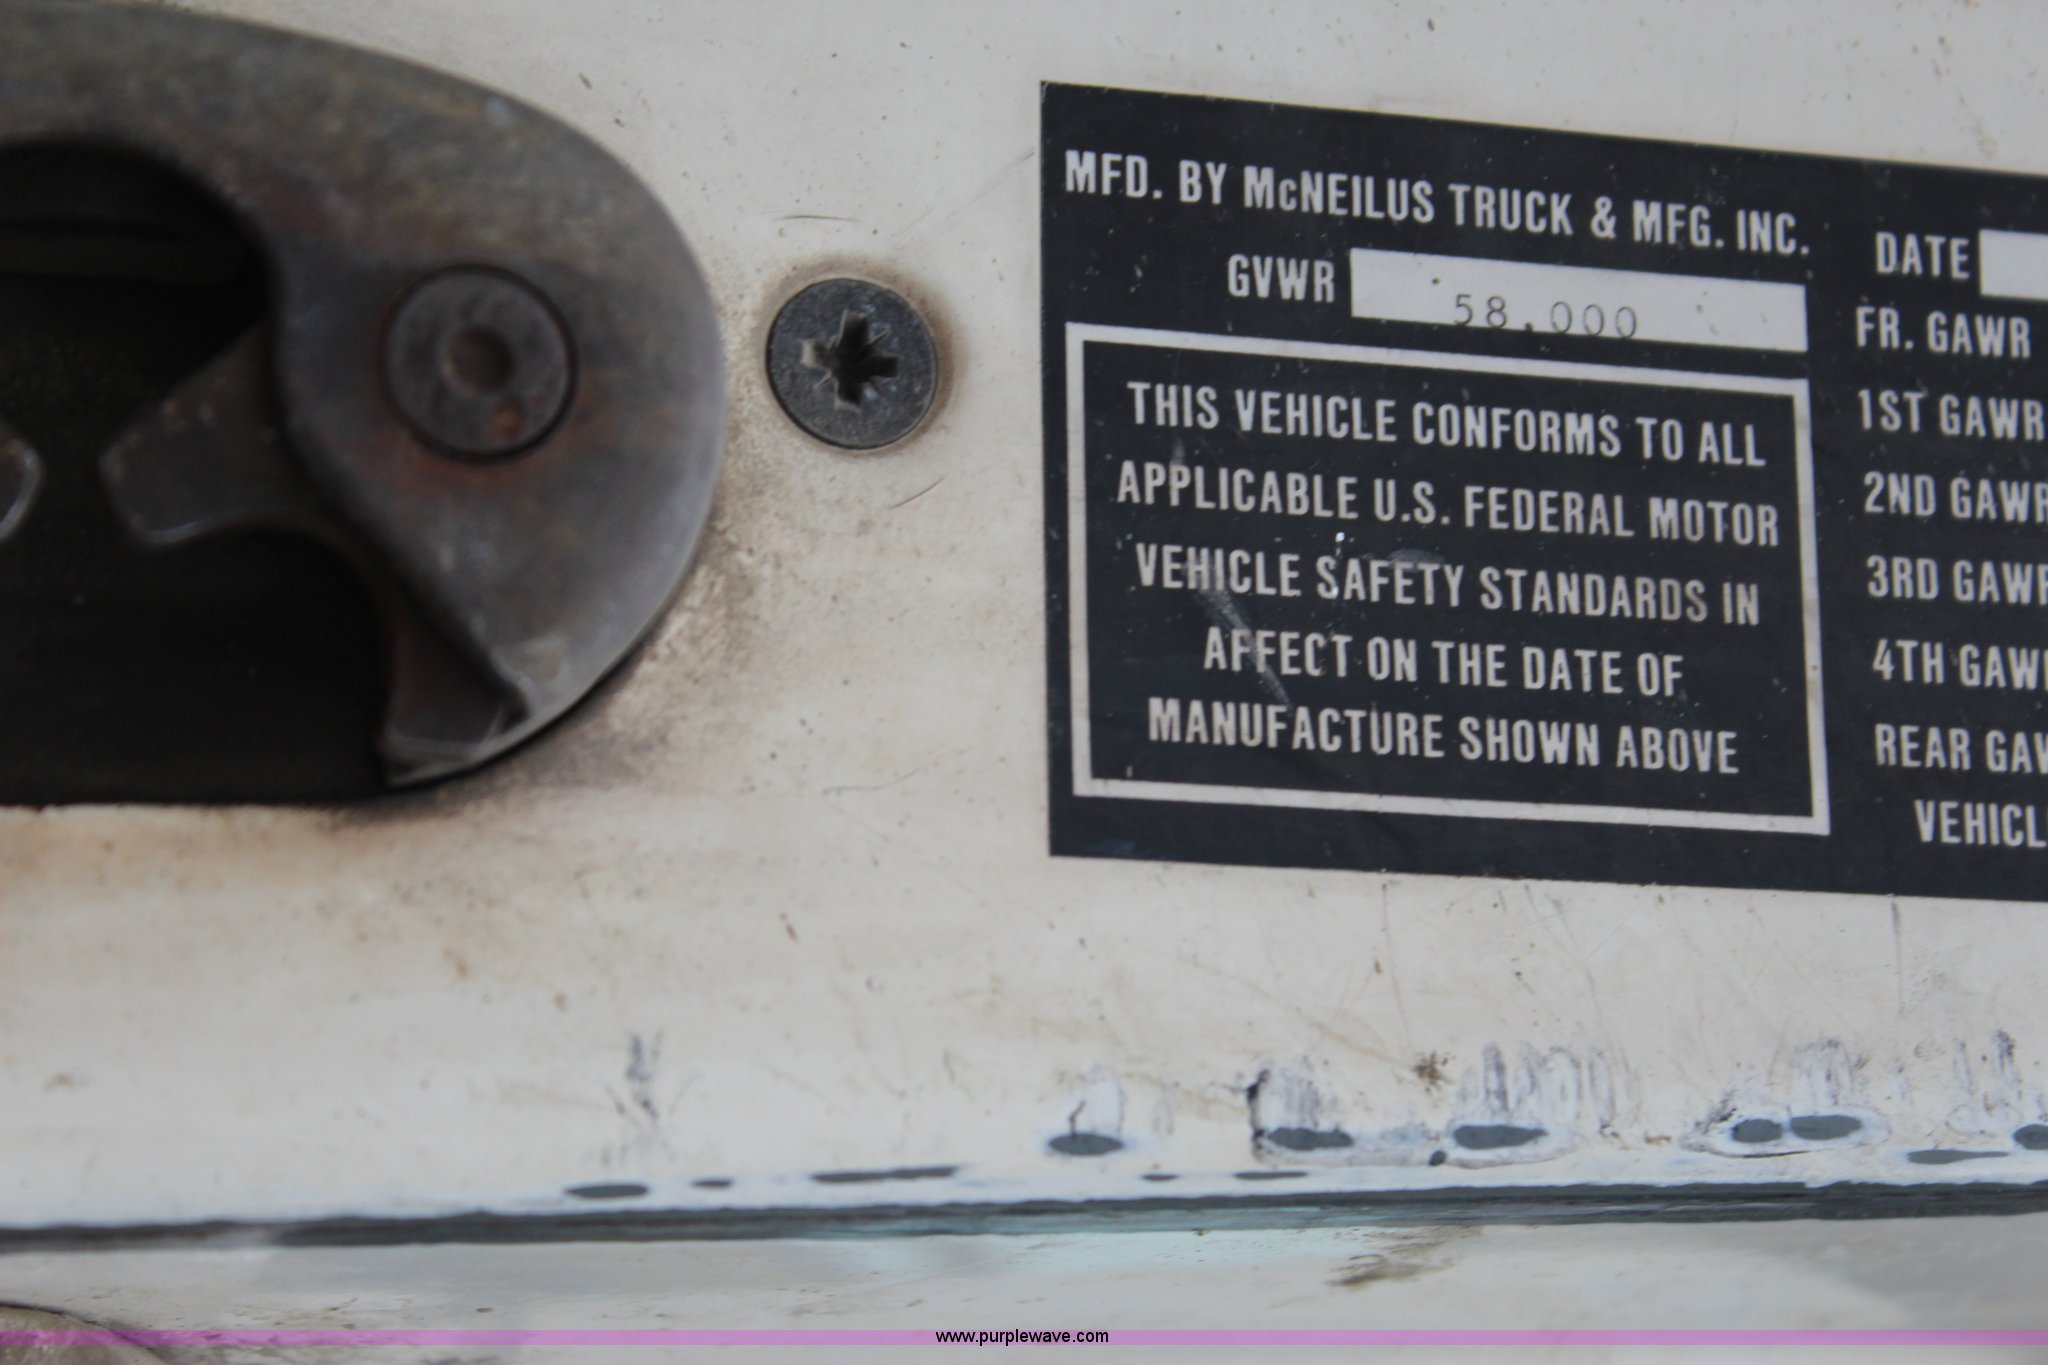 MFD. BY McNEILUS TRUCK & MFG. INC.
GVWR 58,000
THIS VEHICLE CONFORMS TO ALL
APPLICABLE U.S. FEDERAL MOTOR
VEHICLE SAFETY STANDARDS IN
AFFECT ON THE DATE OF
MANUFACTURE SHOWN ABOVE
DATE
FR. GAWR
1ST GAWR
2ND GAWR
3RD GAWR
4TH GAWR
REAR GAW
VEHICL
www.purplewave.com